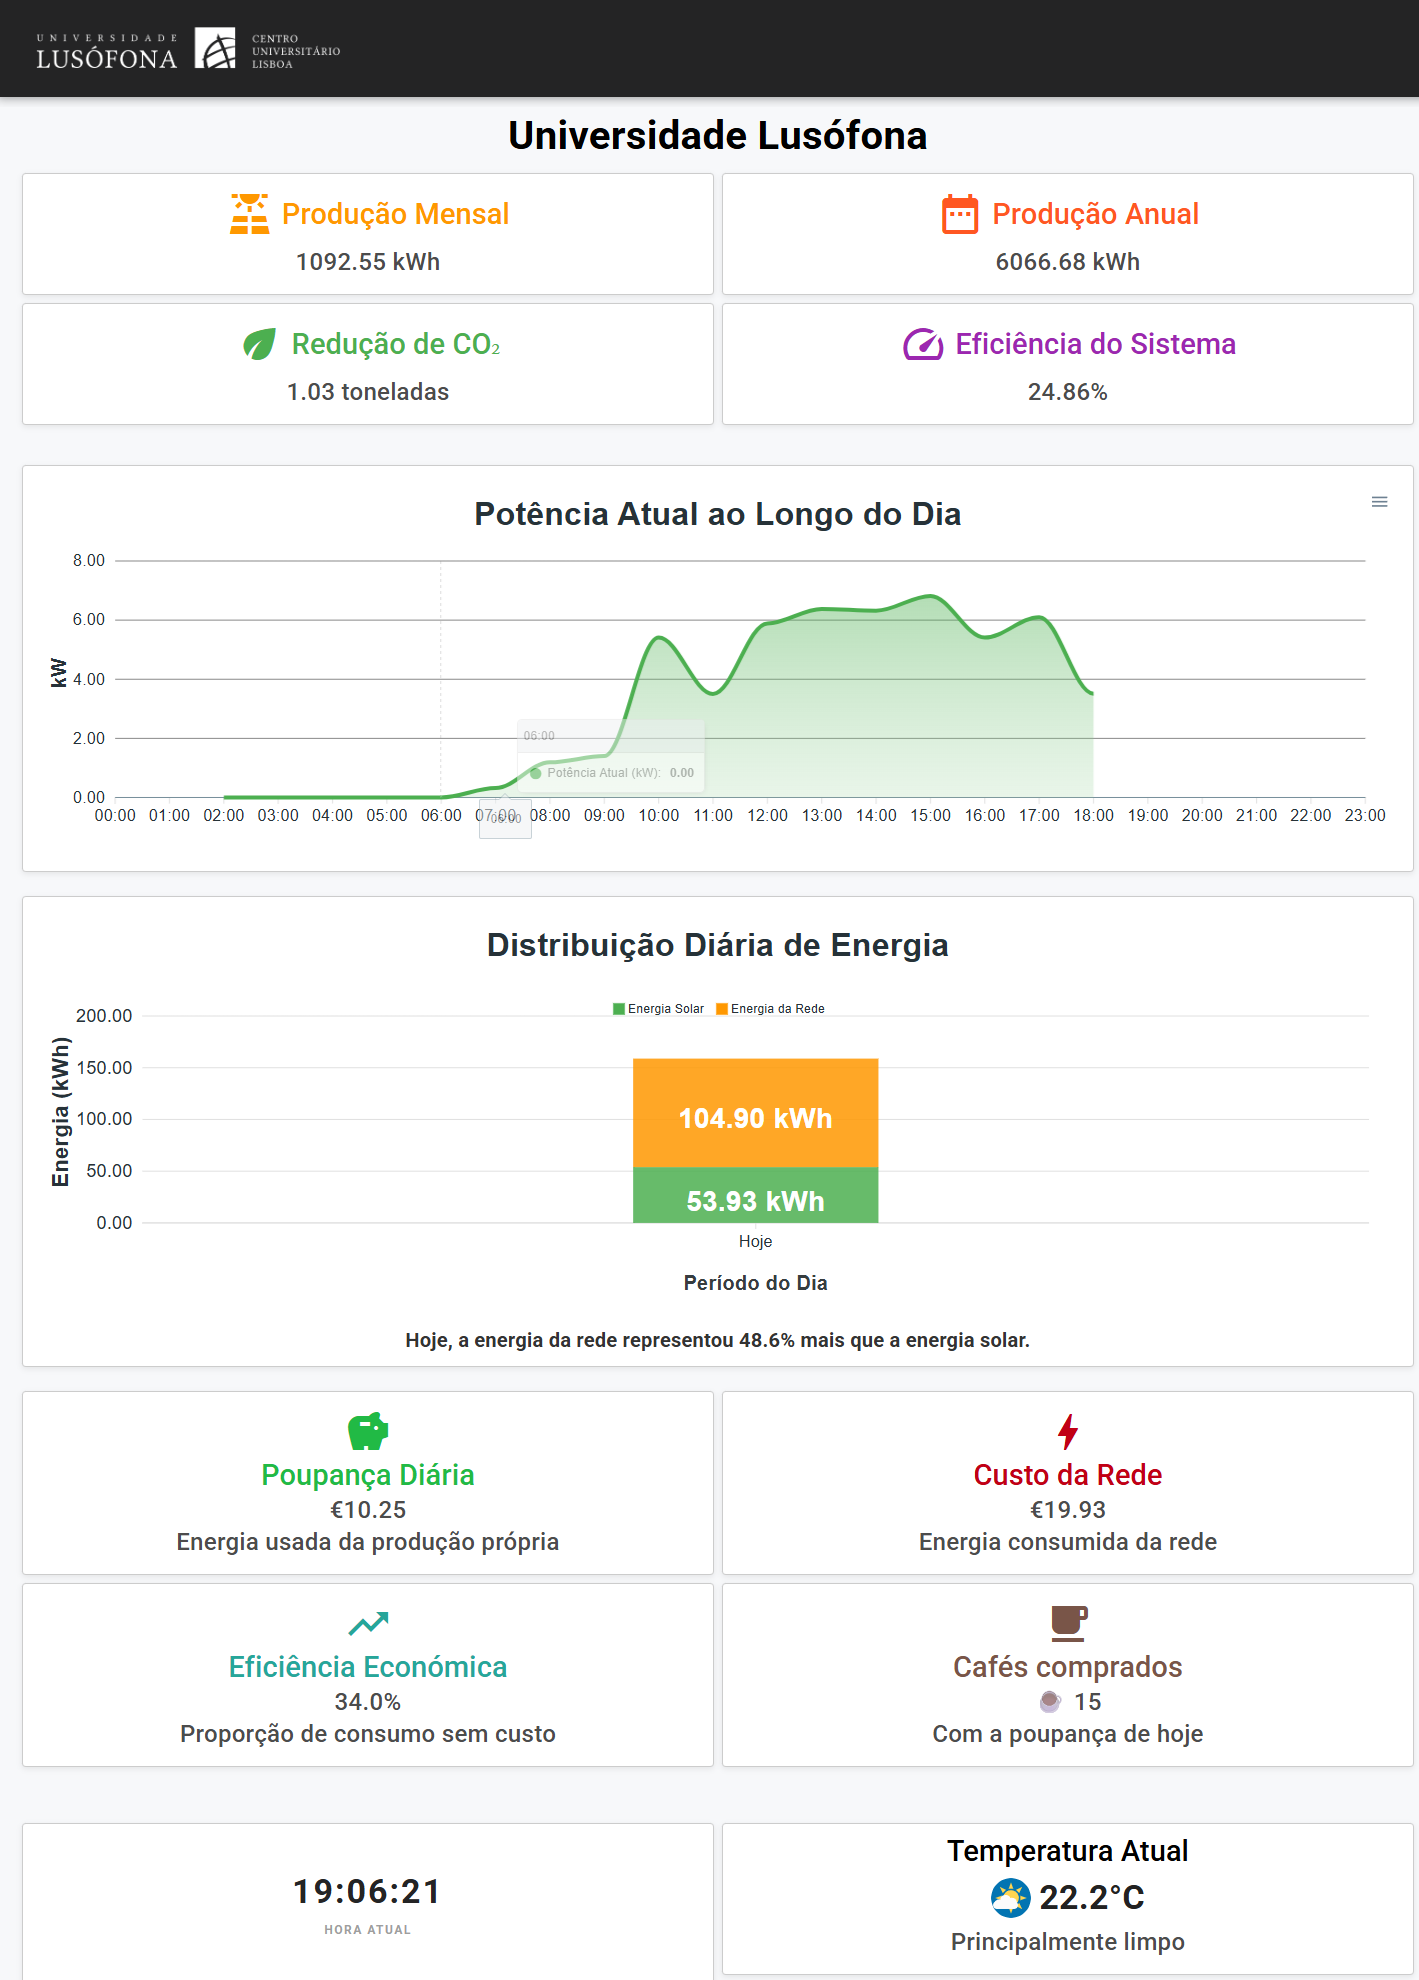 UNIVERSIDADE
LUSÓFONA
CENTRO
UNIVERSITÁRIO
LISBOA
Universidade Lusófona
Produção Mensal
1092.55 kWh
Produção Anual
6066.68 kWh
Redução de CO₂
1.03 toneladas
Eficiência do Sistema
24.86%
Potência Atual ao Longo do Dia
8.00
6.00
4.00
2.00
0.00
kW
06:00
Potência Atual (kW): 0.00
00:00 01:00 02:00 03:00 04:00 05:00 06:00 07:00 08:00 09:00 10:00 11:00 12:00 13:00 14:00 15:00 16:00 17:00 18:00 19:00 20:00 21:00 22:00 23:00
06:00
Distribuição Diária de Energia
Energia Solar Energia da Rede
200.00
150.00
100.00
50.00
0.00
Energia (kWh)
104.90 kWh
53.93 kWh
Hoje
Período do Dia
Hoje, a energia da rede representou 48.6% mais que a energia solar.
Poupança Diária
€10.25
Energia usada da produção própria
Custo da Rede
€19.93
Energia consumida da rede
Eficiência Económica
34.0%
Proporção de consumo sem custo
Cafés comprados
15
Com a poupança de hoje
19:06:21
HORA ATUAL
Temperatura Atual
22.2°C
Principalmente limpo